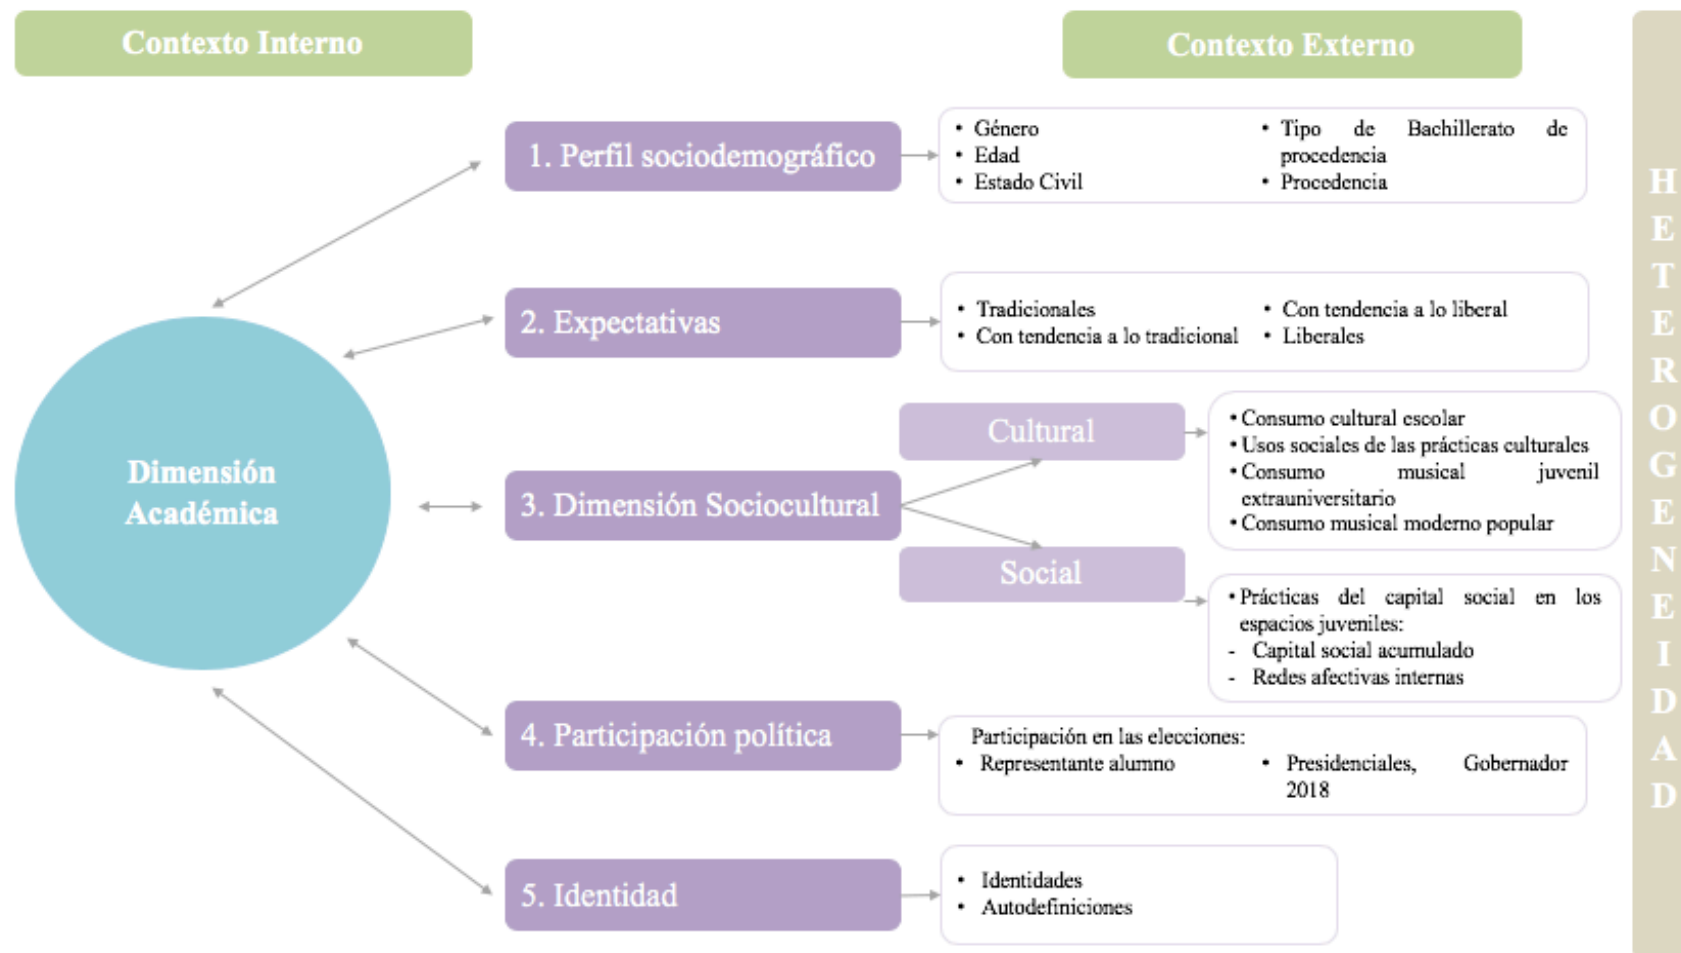 Contexto Interno
Contexto Externo
Dimensión
Académica
1. Perfil sociodemográfico
• Género
• Edad
• Estado Civil
• Tipo de Bachillerato de
procedencia
• Procedencia
2. Expectativas
• Tradicionales
• Con tendencia a lo tradicional
• Con tendencia a lo liberal
• Liberales
3. Dimensión Sociocultural
Cultural
• Consumo cultural escolar
• Usos sociales de las prácticas culturales
• Consumo musical juvenil
extrauniversitario
• Consumo musical moderno popular
Social
• Prácticas del capital social en los
espacios juveniles:
- Capital social acumulado
- Redes afectivas internas
4. Participación política
Participación en las elecciones:
• Representante alumno
• Presidenciales, Gobernador
2018
5. Identidad
• Identidades
• Autodefiniciones
HETEROGENEIDAD